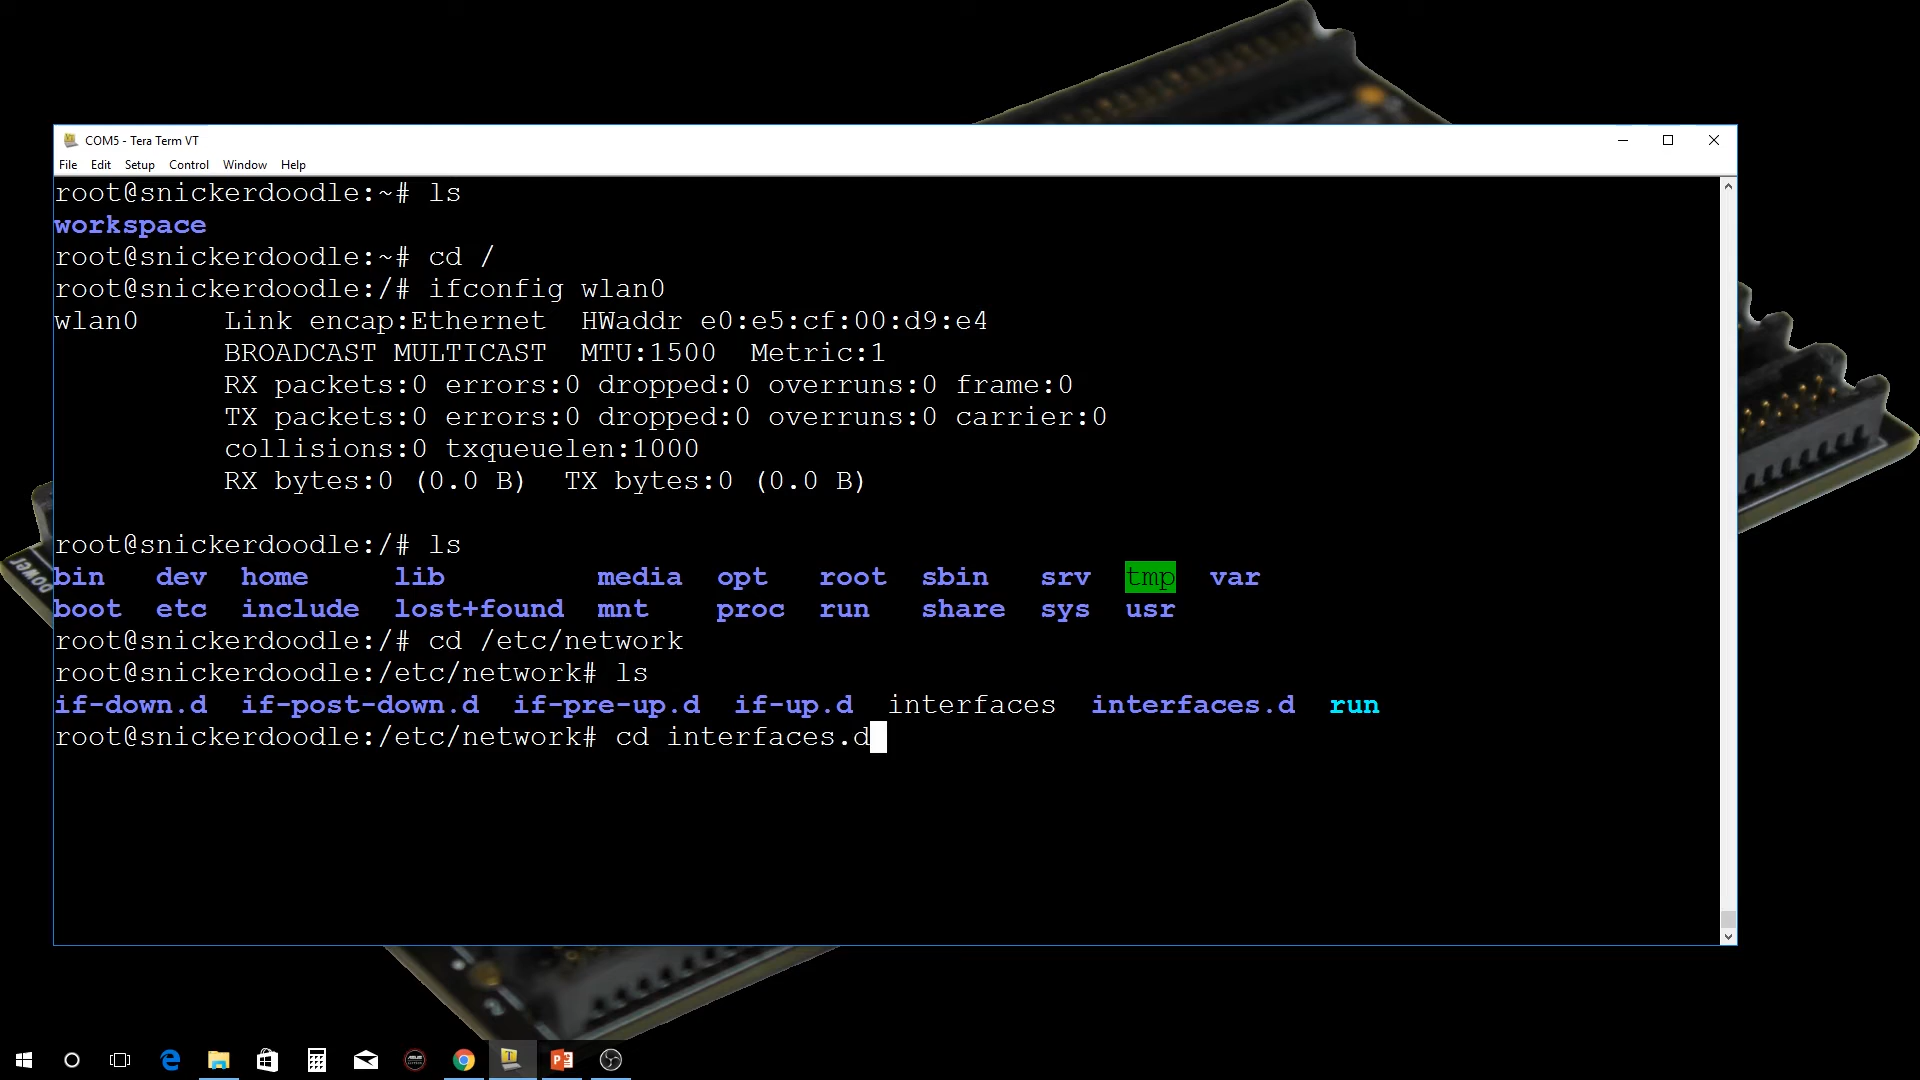 COM5 - Tera Term VT
File Edit Setup Control Window Help
root@snickerdoodle:~# ls
workspace
root@snickerdoodle:~# cd /
root@snickerdoodle:/# ifconfig wlan0
wlan0     Link encap:Ethernet  HWaddr e0:e5:cf:00:d9:e4
          BROADCAST MULTICAST  MTU:1500  Metric:1
          RX packets:0 errors:0 dropped:0 overruns:0 frame:0
          TX packets:0 errors:0 dropped:0 overruns:0 carrier:0
          collisions:0 txqueuelen:1000
          RX bytes:0 (0.0 B)  TX bytes:0 (0.0 B)
root@snickerdoodle:/# ls
bin   dev  home     lib         media  opt   root  sbin   srv  tmp  var
boot  etc  include  lost+found  mnt    proc  run   share  sys  usr
root@snickerdoodle:/# cd /etc/network
root@snickerdoodle:/etc/network# ls
if-down.d  if-post-down.d  if-pre-up.d  if-up.d  interfaces  interfaces.d  run
root@snickerdoodle:/etc/network# cd interfaces.d
power